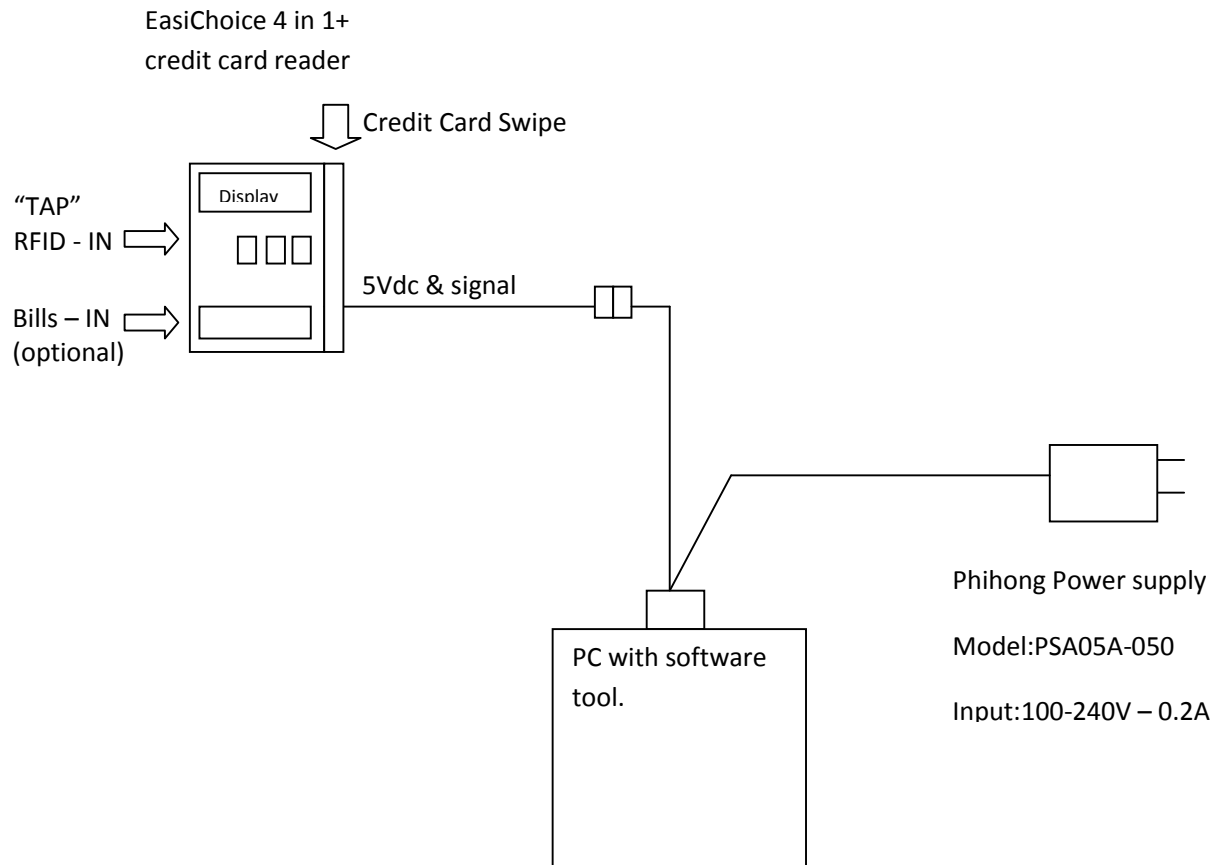 EasiChoice 4 in 1+
credit card reader
Credit Card Swipe
Display
“TAP”
RFID - IN
Bills – IN
(optional)
5Vdc & signal
PC with software
tool.
Phihong Power supply
Model:PSA05A-050
Input:100-240V – 0.2A